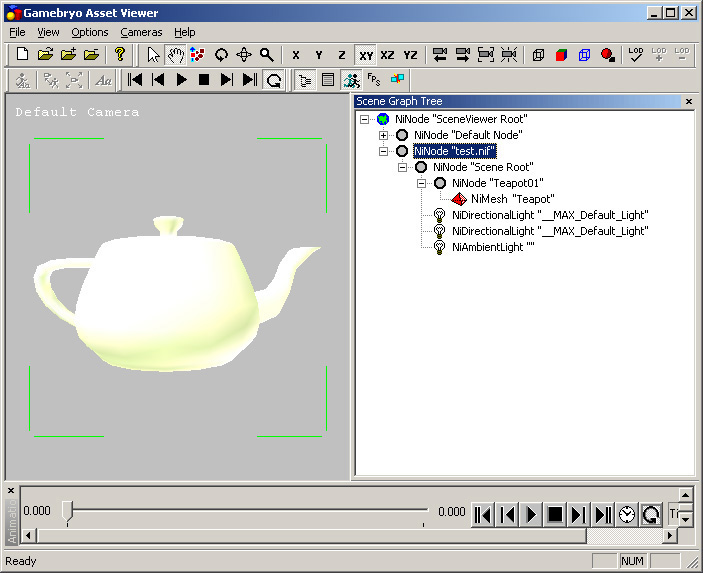 Gamebryo Asset Viewer
File View Options Cameras Help
X Y Z XY XZ YZ LOD LOD LOD
Aa FPS
Default Camera
Scene Graph Tree
NiNode "SceneViewer Root"
NiNode "Default Node"
NiNode "test.nif"
NiNode "Scene Root"
NiNode "Teapot01"
NiMesh "Teapot"
NiDirectionalLight "__MAX_Default_Light"
NiDirectionalLight "__MAX_Default_Light"
NiAmbientLight ""
0.000 0.000
Ready NUM